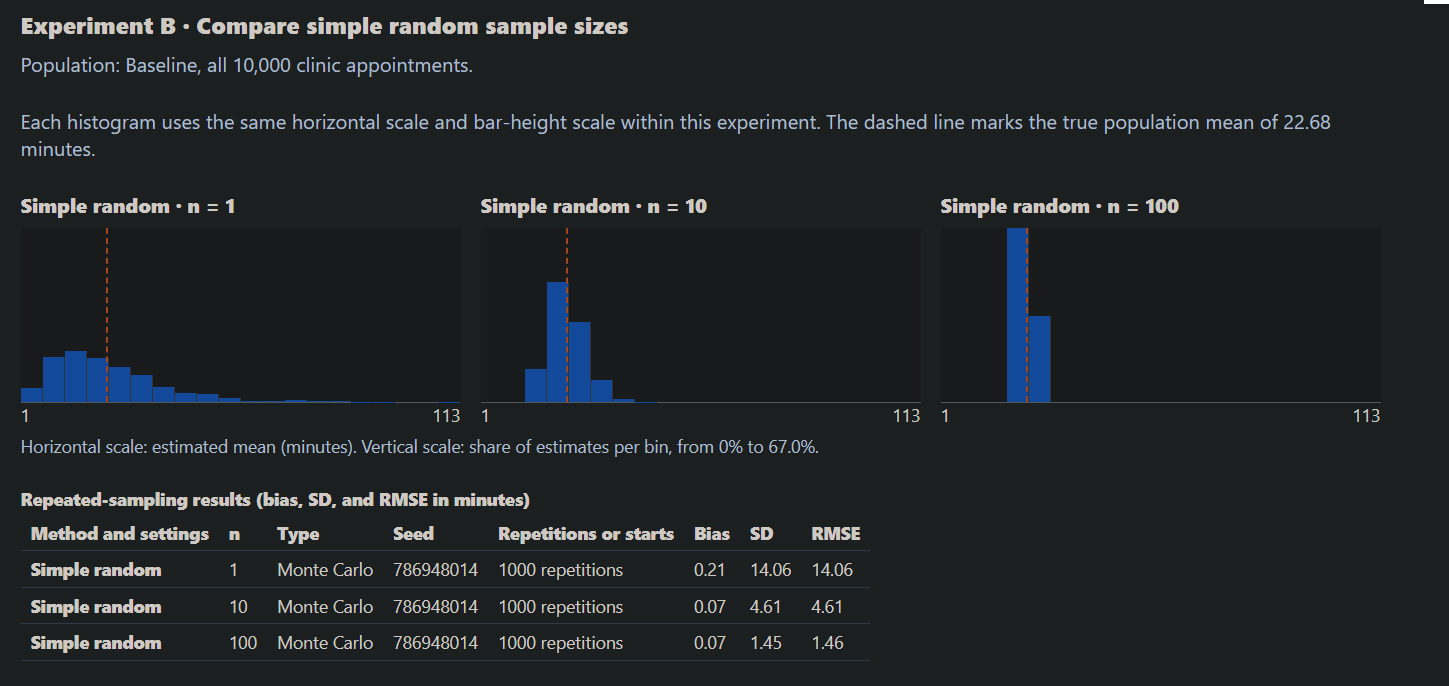 Experiment B · Compare simple random sample sizes
Population: Baseline, all 10,000 clinic appointments.
Each histogram uses the same horizontal scale and bar-height scale within this experiment. The dashed line marks the true population mean of 22.68
minutes.
Simple random · n = 1
Simple random · n = 10
Simple random · n = 100
1 113
1 113
1 113
Horizontal scale: estimated mean (minutes). Vertical scale: share of estimates per bin, from 0% to 67.0%.
Repeated-sampling results (bias, SD, and RMSE in minutes)
Method and settings n Type Seed Repetitions or starts Bias SD RMSE
Simple random 1 Monte Carlo 786948014 1000 repetitions 0.21 14.06 14.06
Simple random 10 Monte Carlo 786948014 1000 repetitions 0.07 4.61 4.61
Simple random 100 Monte Carlo 786948014 1000 repetitions 0.07 1.45 1.46